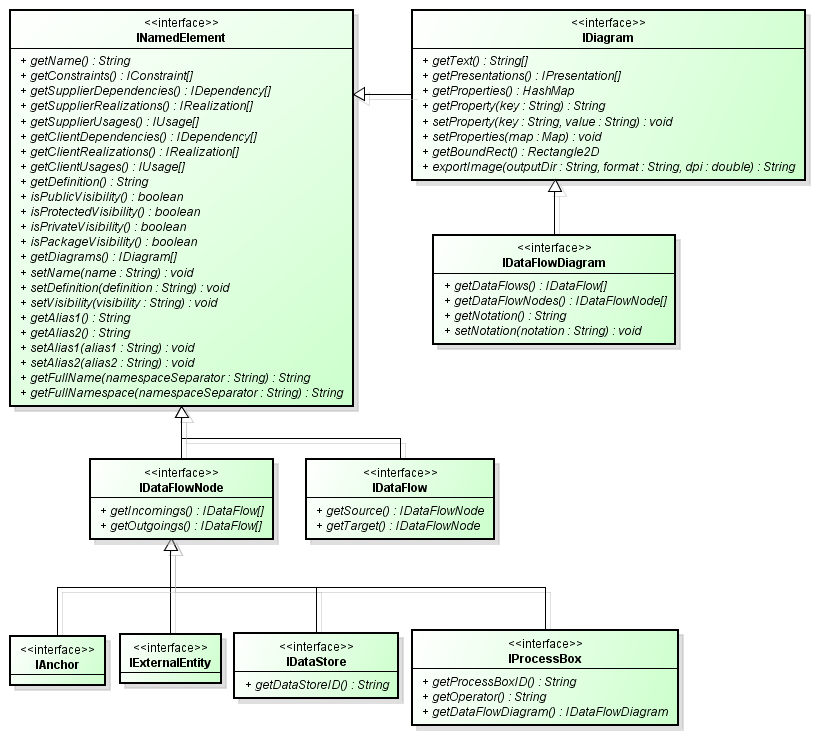 <<interface>>
INamedElement
+ getName() : String
+ getConstraints() : IConstraint[]
+ getSupplierDependencies() : IDependency[]
+ getSupplierRealizations() : IRealization[]
+ getSupplierUsages() : IUsage[]
+ getClientDependencies() : IDependency[]
+ getClientRealizations() : IRealization[]
+ getClientUsages() : IUsage[]
+ getDefinition() : String
+ isPublicVisibility() : boolean
+ isProtectedVisibility() : boolean
+ isPrivateVisibility() : boolean
+ isPackageVisibility() : boolean
+ getDiagrams() : IDiagram[]
+ setName(name : String) : void
+ setDefinition(definition : String) : void
+ setVisibility(visibility : String) : void
+ getAlias1() : String
+ getAlias2() : String
+ setAlias1(alias1 : String) : void
+ setAlias2(alias2 : String) : void
+ getFullName(namespaceSeparator : String) : String
+ getFullNamespace(namespaceSeparator : String) : String
<<interface>>
IDiagram
+ getText() : String[]
+ getPresentations() : IPresentation[]
+ getProperties() : HashMap
+ getProperty(key : String) : String
+ setProperty(key : String, value : String) : void
+ setProperties(map : Map) : void
+ getBoundRect() : Rectangle2D
+ exportImage(outputDir : String, format : String, dpi : double) : String
<<interface>>
IDataFlowDiagram
+ getDataFlows() : IDataFlow[]
+ getDataFlowNodes() : IDataFlowNode[]
+ getNotation() : String
+ setNotation(notation : String) : void
<<interface>>
IDataFlowNode
+ getIncomings() : IDataFlow[]
+ getOutgoings() : IDataFlow[]
<<interface>>
IDataFlow
+ getSource() : IDataFlowNode
+ getTarget() : IDataFlowNode
<<interface>>
IAnchor
<<interface>>
IExternalEntity
<<interface>>
IDataStore
+ getDataStoreID() : String
<<interface>>
IProcessBox
+ getProcessBoxID() : String
+ getOperator() : String
+ getDataFlowDiagram() : IDataFlowDiagram